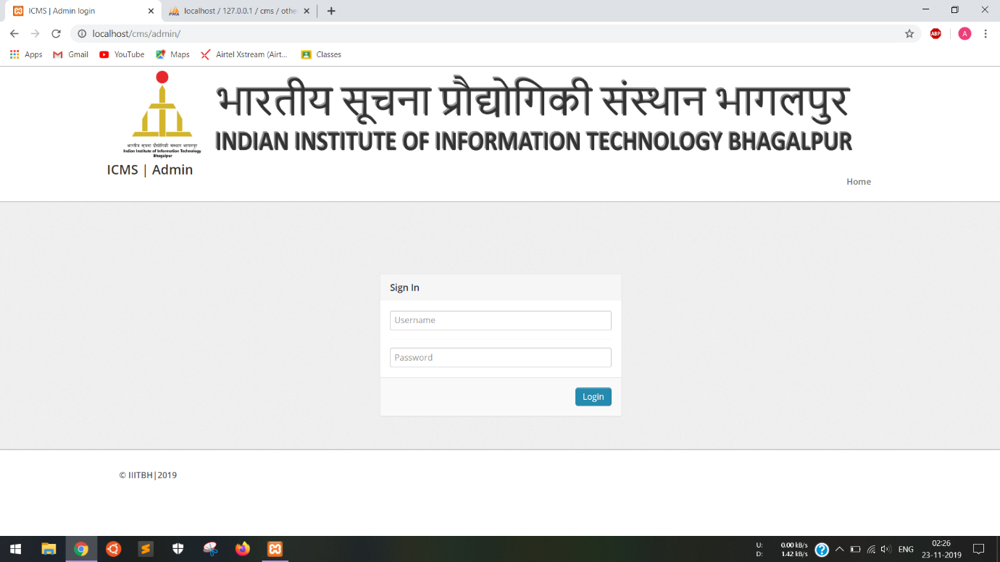 ICMS | Admin login
localhost / 127.0.0.1 / cms / othe
localhost/cms/admin/
ABP
A
Apps
Gmail
YouTube
Maps
Airtel Xstream (Airt...
Classes
भारतीय सूचना प्रौद्योगिकी संस्थान भागलपुर
INDIAN INSTITUTE OF INFORMATION TECHNOLOGY BHAGALPUR
भारतीय सूचना प्रौद्योगिकी संस्थान भागलपुर
Indian Institute of Information Technology
Bhagalpur
ICMS | Admin
Home
Sign In
Username
Password
Login
© IIITBH|2019
U: 0.00 kB/s
D: 1.42 kB/s
ENG
02:26
23-11-2019